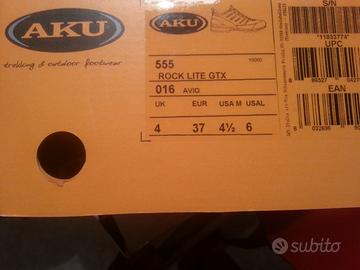 AKU
trekking & outdoor footwear
AKU
555
ROCK LITE GTX
016 AVIO
UK EUR USA M USAL
4 37 4½ 6
S/N
*11833774*
UPC
EAN
subito